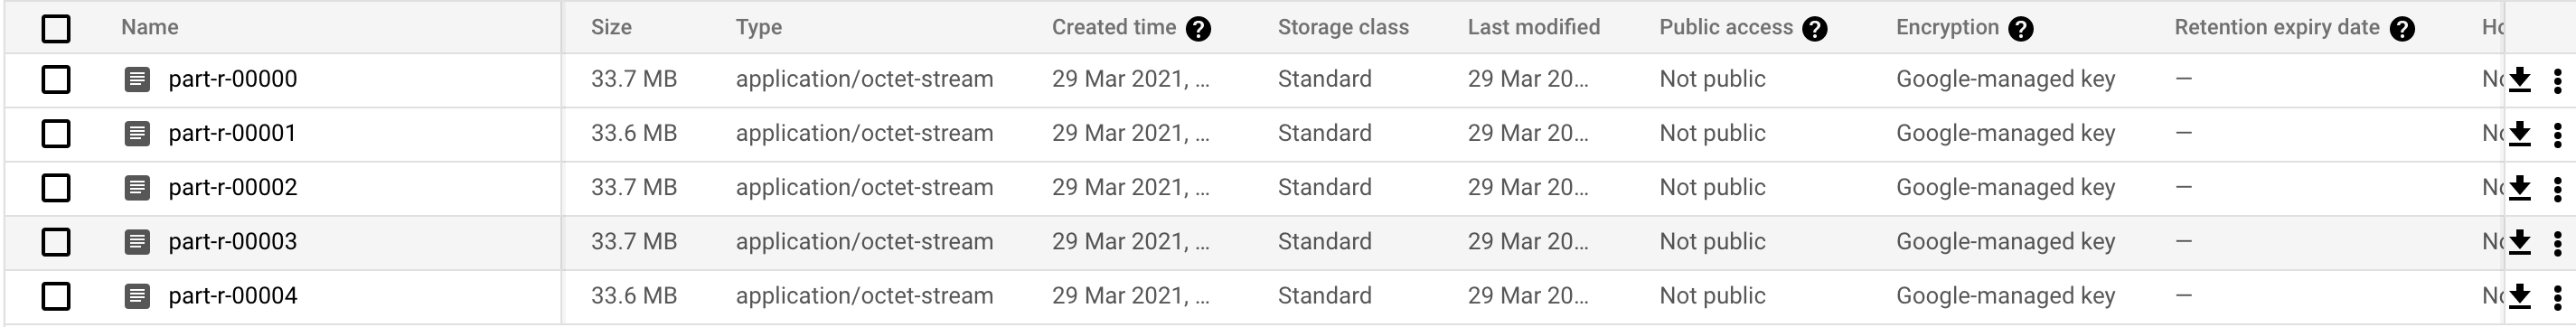 Name Size Type Created time ? Storage class Last modified Public access ? Encryption ? Retention expiry date ?
part-r-00000 33.7 MB application/octet-stream 29 Mar 2021, ... Standard 29 Mar 20... Not public Google-managed key —
part-r-00001 33.6 MB application/octet-stream 29 Mar 2021, ... Standard 29 Mar 20... Not public Google-managed key —
part-r-00002 33.7 MB application/octet-stream 29 Mar 2021, ... Standard 29 Mar 20... Not public Google-managed key —
part-r-00003 33.7 MB application/octet-stream 29 Mar 2021, ... Standard 29 Mar 20... Not public Google-managed key —
part-r-00004 33.6 MB application/octet-stream 29 Mar 2021, ... Standard 29 Mar 20... Not public Google-managed key —